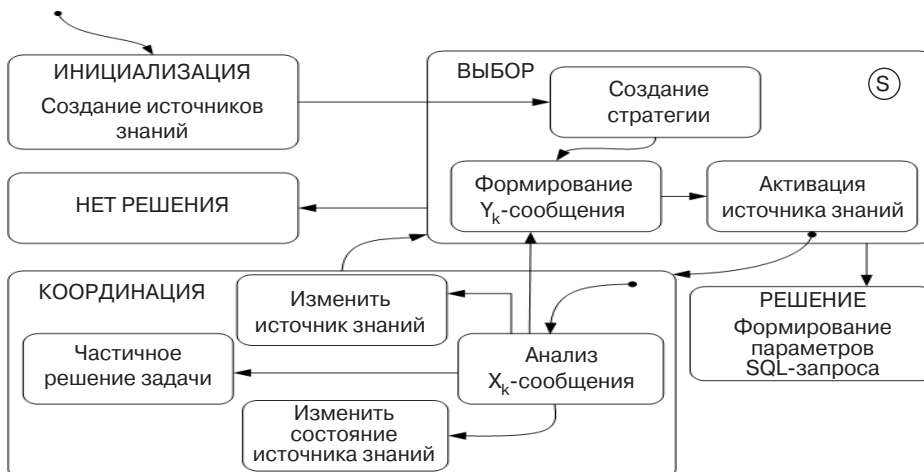 ИНИЦИАЛИЗАЦИЯ
Создание источников
знаний
ВЫБОР
S
Создание
стратегии
НЕТ РЕШЕНИЯ
Формирование
Yk-сообщения
Активация
источника знаний
КООРДИНАЦИЯ
Изменить
источник знаний
РЕШЕНИЕ
Формирование
параметров
SQL-запроса
Частичное
решение задачи
Анализ
Xk-сообщения
Изменить
состояние
источника знаний